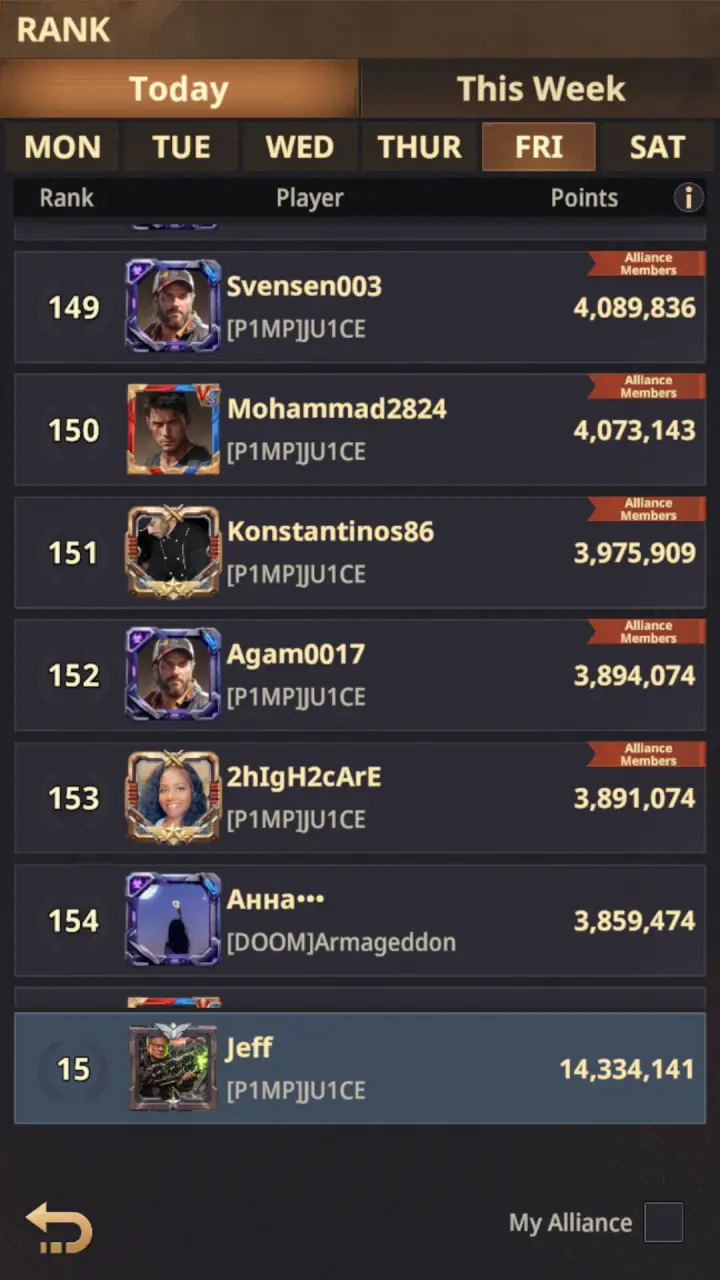 RANK
Today
This Week
MON
TUE
WED
THUR
FRI
SAT
Rank
Player
Points
i
Alliance
Members
149
Svensen003
[P1MP]JU1CE
4,089,836
Alliance
Members
150
VS
Mohammad2824
[P1MP]JU1CE
4,073,143
Alliance
Members
151
Konstantinos86
[P1MP]JU1CE
3,975,909
Alliance
Members
152
Agam0017
[P1MP]JU1CE
3,894,074
Alliance
Members
153
2hIgH2cArE
[P1MP]JU1CE
3,891,074
154
Анна•••
[DOOM]Armageddon
3,859,474
15
Jeff
[P1MP]JU1CE
14,334,141
My Alliance